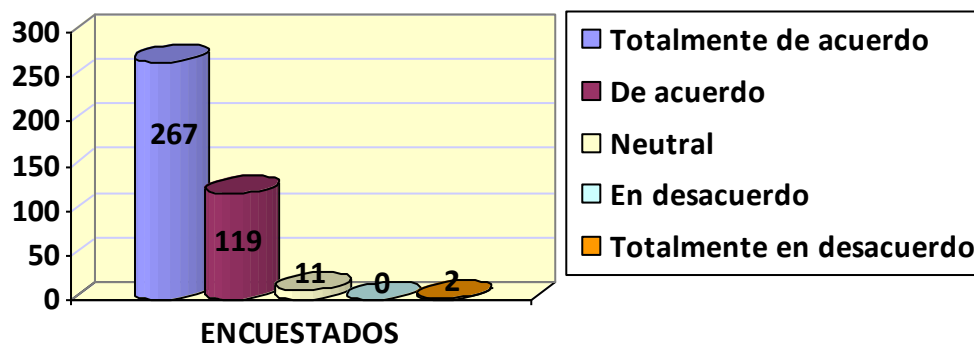 300
250
200
150
100
50
0
267
119
11
0
2
ENCUESTADOS
Totalmente de acuerdo
De acuerdo
Neutral
En desacuerdo
Totalmente en desacuerdo